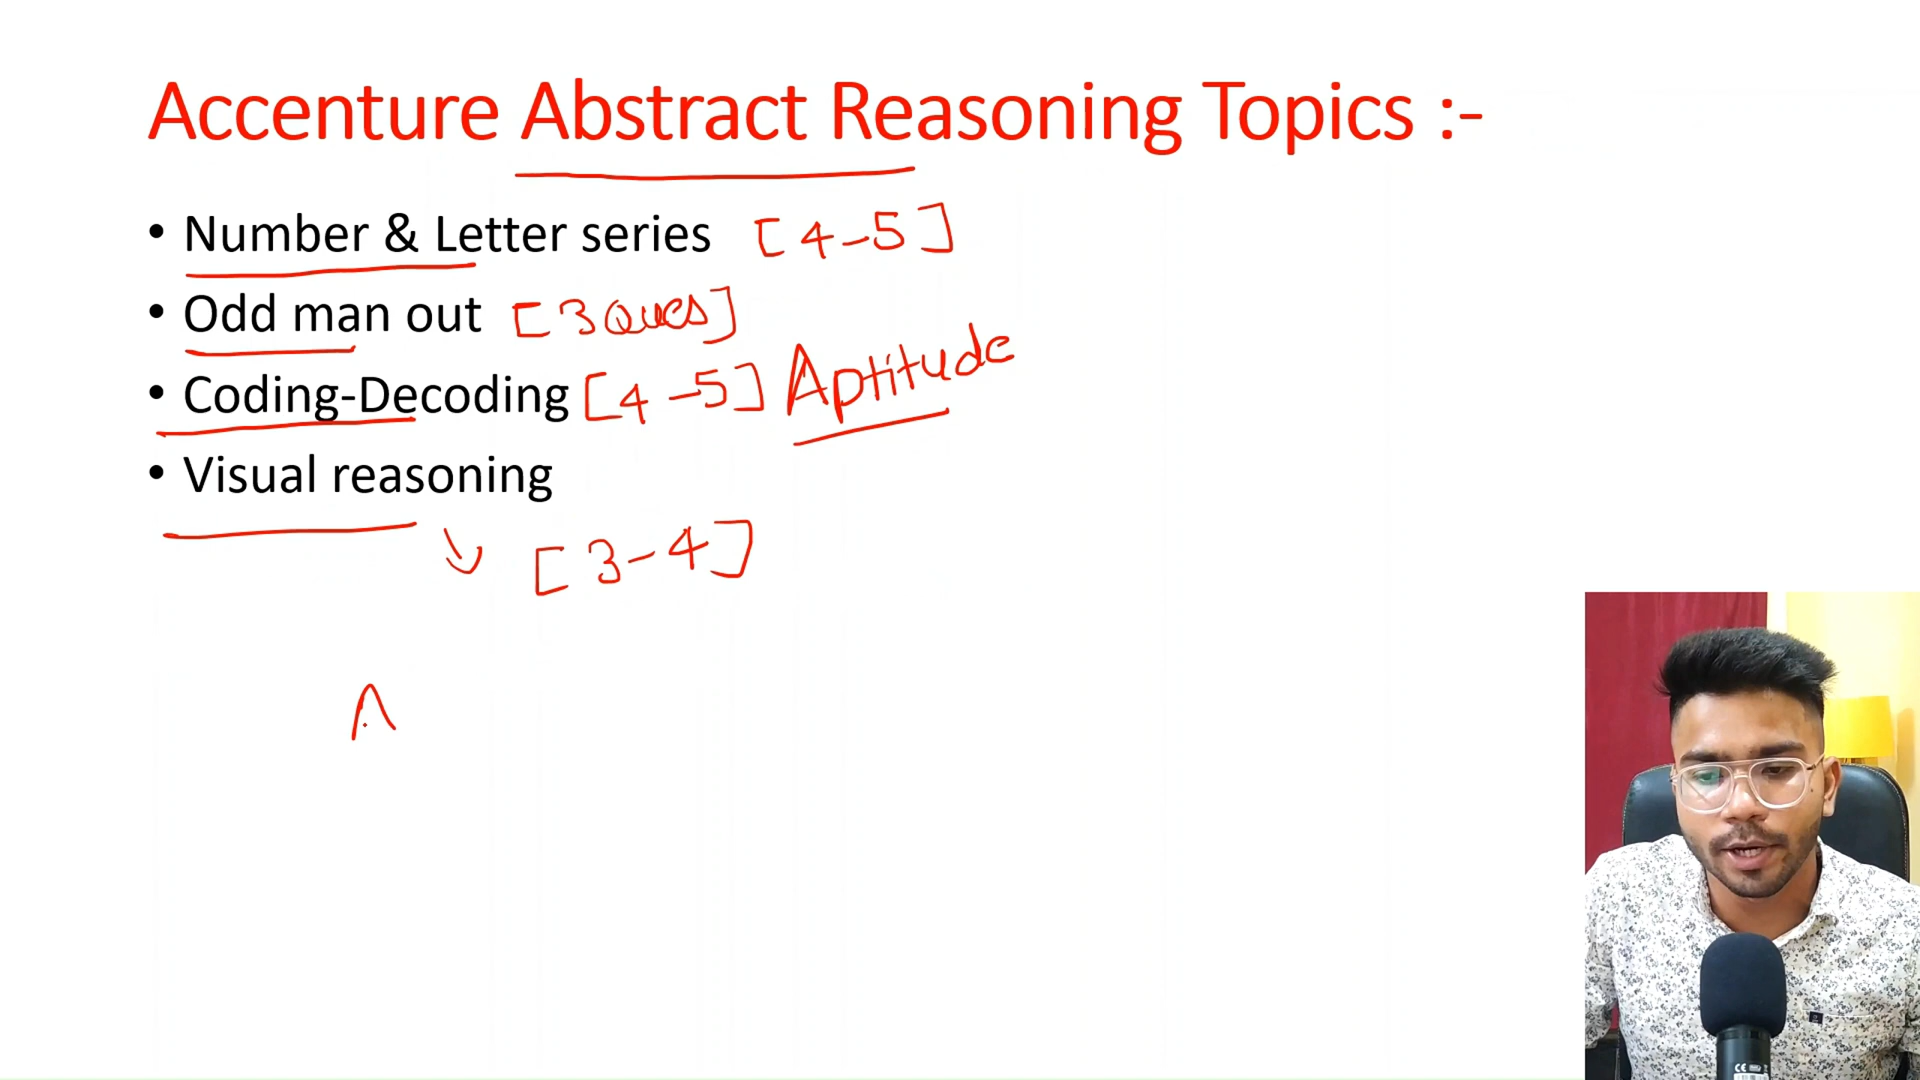 Accenture Abstract Reasoning Topics :-
• Number & Letter series [4-5]
• Odd man out [3 Ques]
• Coding-Decoding [4-5] Aptitude
• Visual reasoning
[3-4]
A